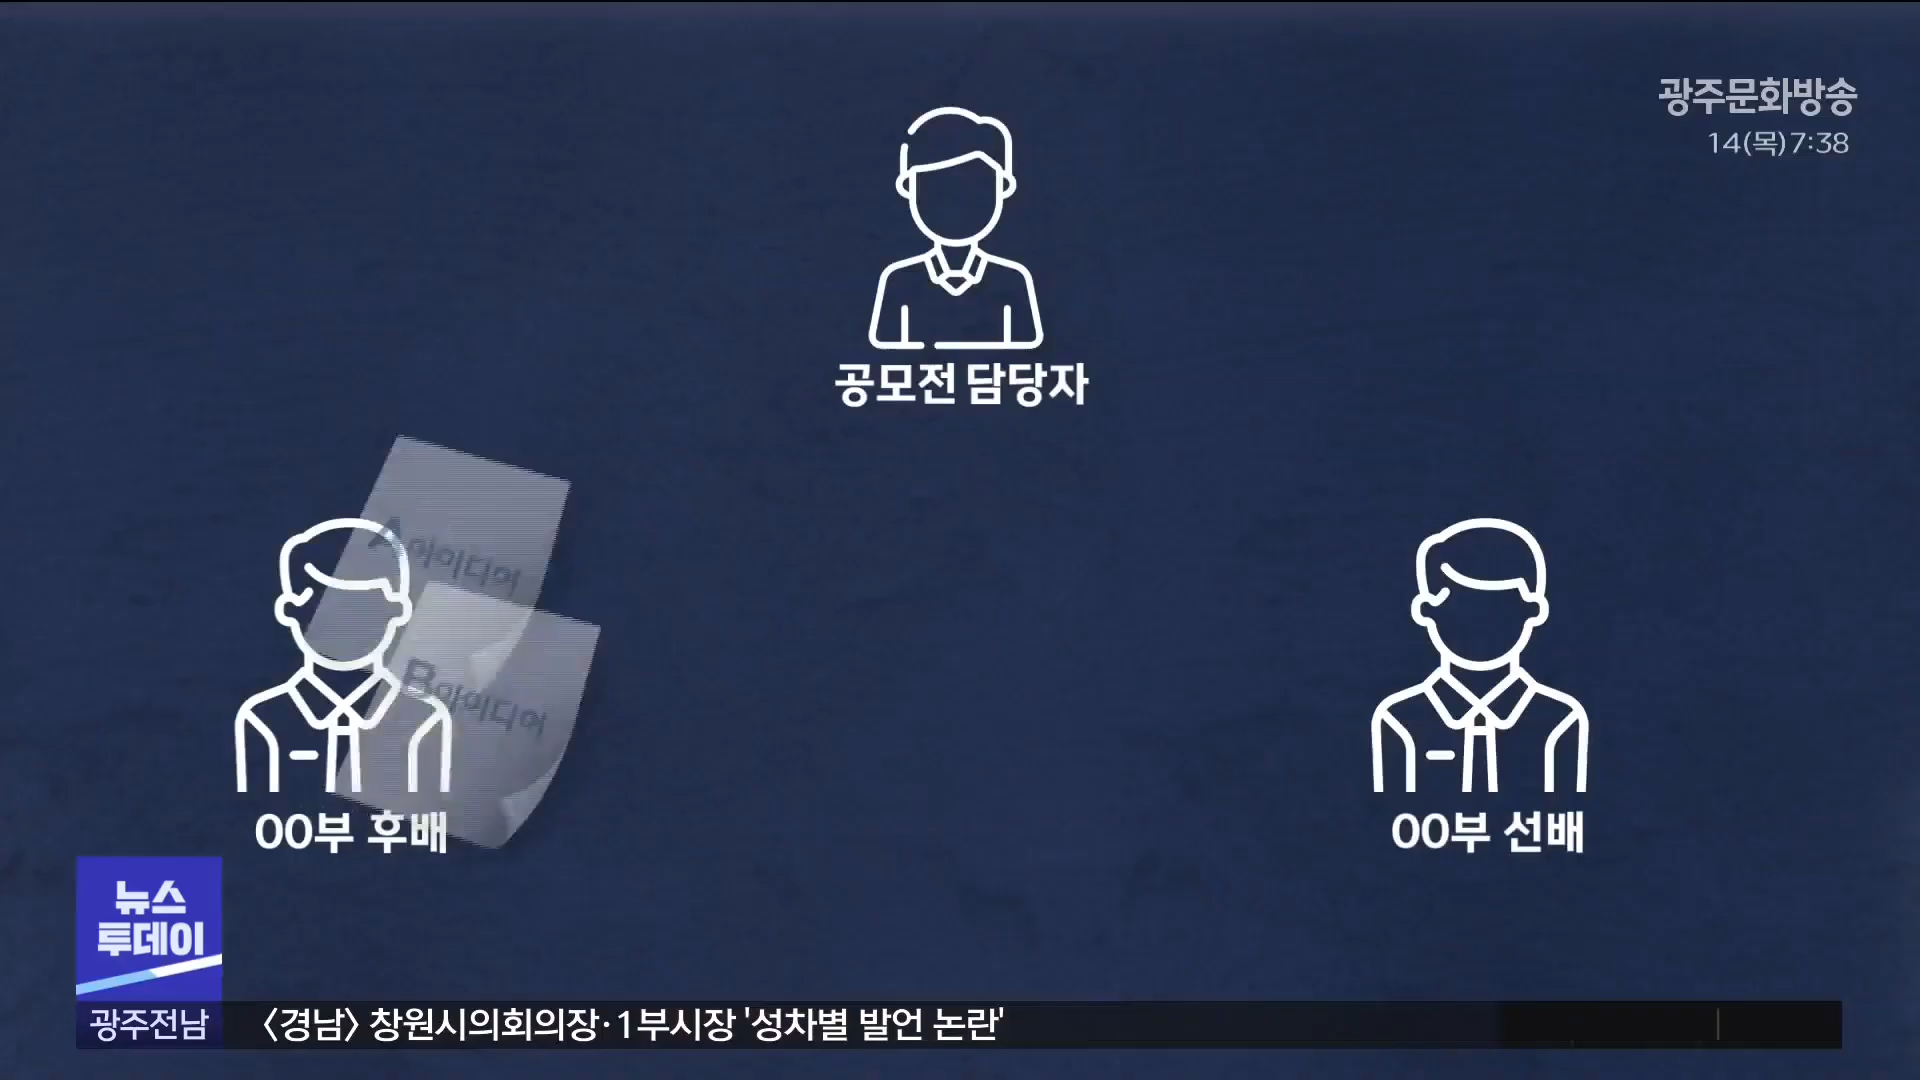 광주문화방송
14(목) 7:38
공모전 담당자
A아이디어
B아이디어
00부 후배
00부 선배
뉴스
투데이
광주전남
〈경남〉 창원시의회의장·1부시장 '성차별 발언 논란'